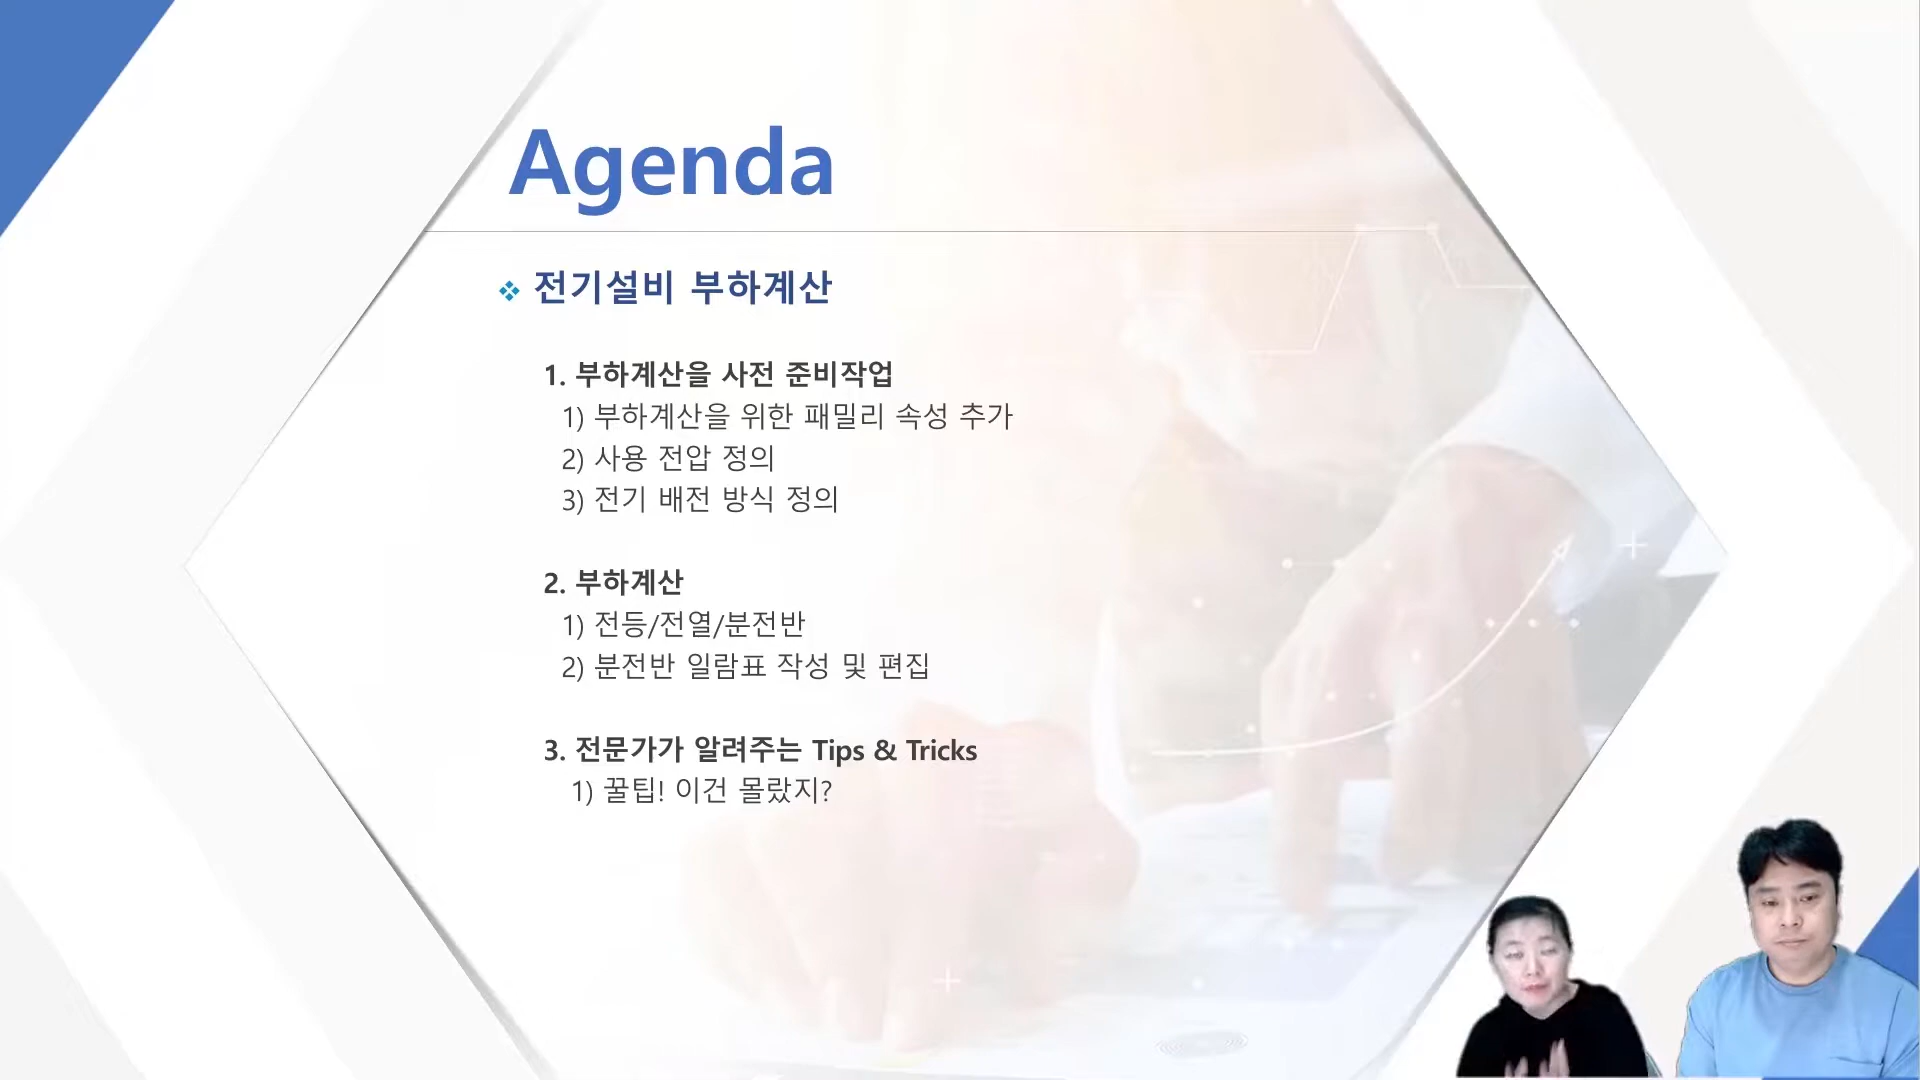 Agenda
전기설비 부하계산
1. 부하계산을 사전 준비작업
1) 부하계산을 위한 패밀리 속성 추가
2) 사용 전압 정의
3) 전기 배전 방식 정의
2. 부하계산
1) 전등/전열/분전반
2) 분전반 일람표 작성 및 편집
3. 전문가가 알려주는 Tips & Tricks
1) 꿀팁! 이건 몰랐지?